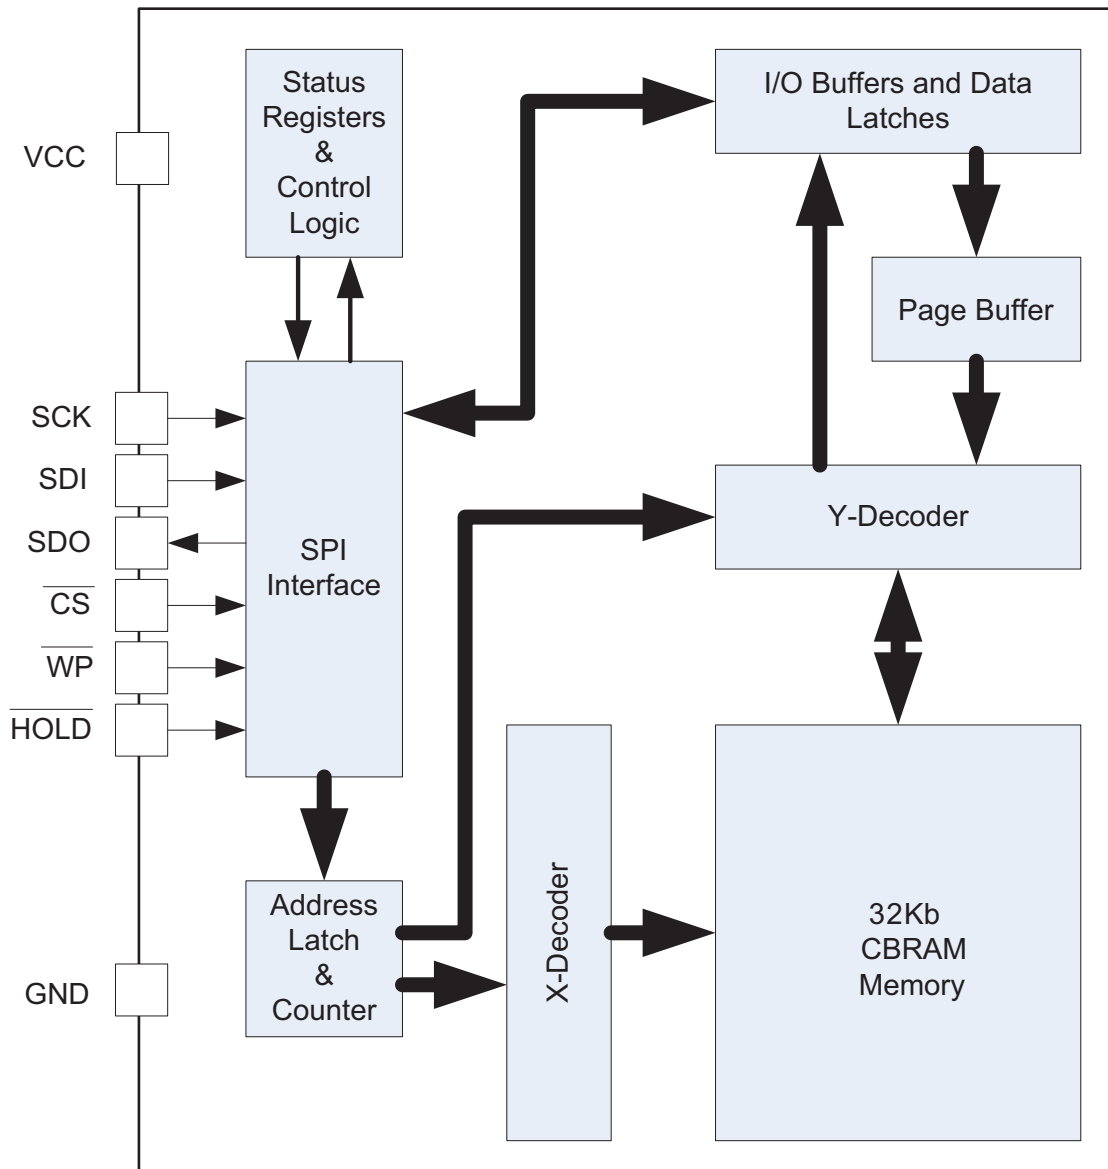 VCC
SCK
SDI
SDO
CS
WP
HOLD
GND
Status
Registers
&
Control
Logic
SPI
Interface
Address
Latch
&
Counter
I/O Buffers and Data
Latches
Page Buffer
Y-Decoder
X-Decoder
32Kb
CBRAM
Memory